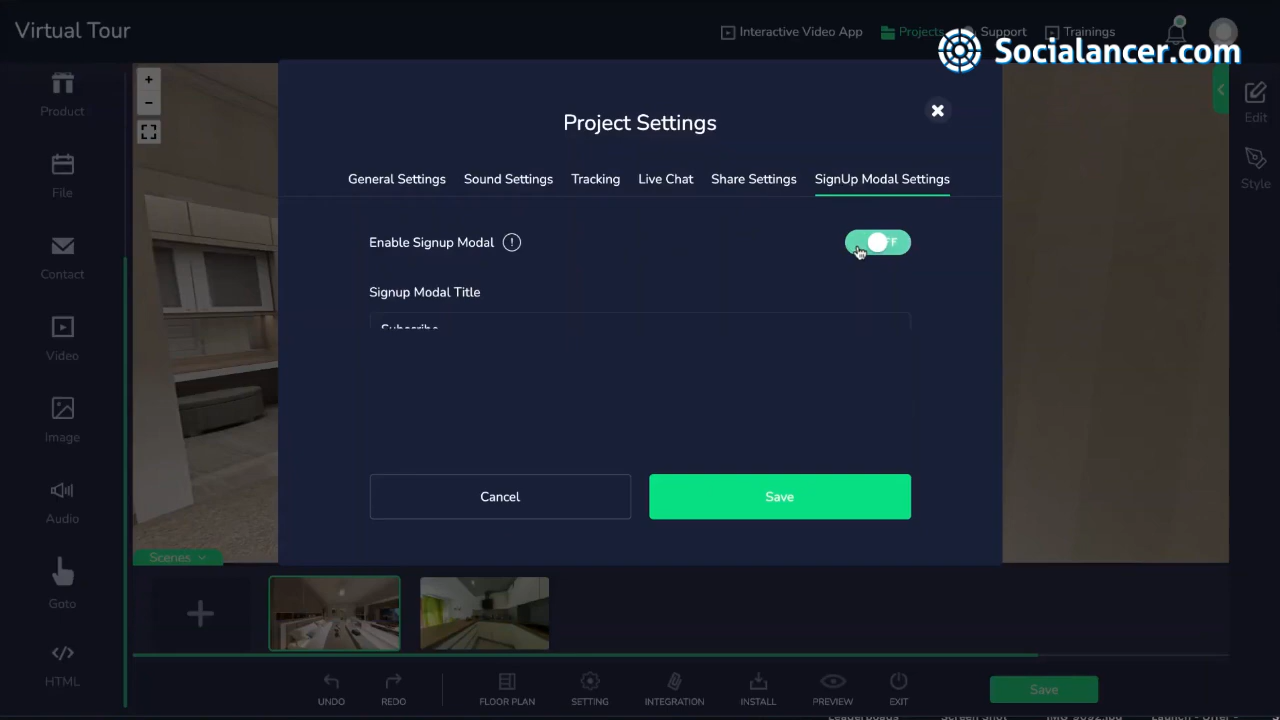 Virtual Tour
Interactive Video App
Projects
Support
Trainings
Socialancer.com
Product
File
Contact
Video
Image
Audio
Goto
HTML
+
−
Edit
Style
Project Settings
General Settings
Sound Settings
Tracking
Live Chat
Share Settings
SignUp Modal Settings
Enable Signup Modal
Signup Modal Title
Subscribe
Cancel
Save
Scenes
UNDO
REDO
FLOOR PLAN
SETTING
INTEGRATION
INSTALL
PREVIEW
EXIT
Save